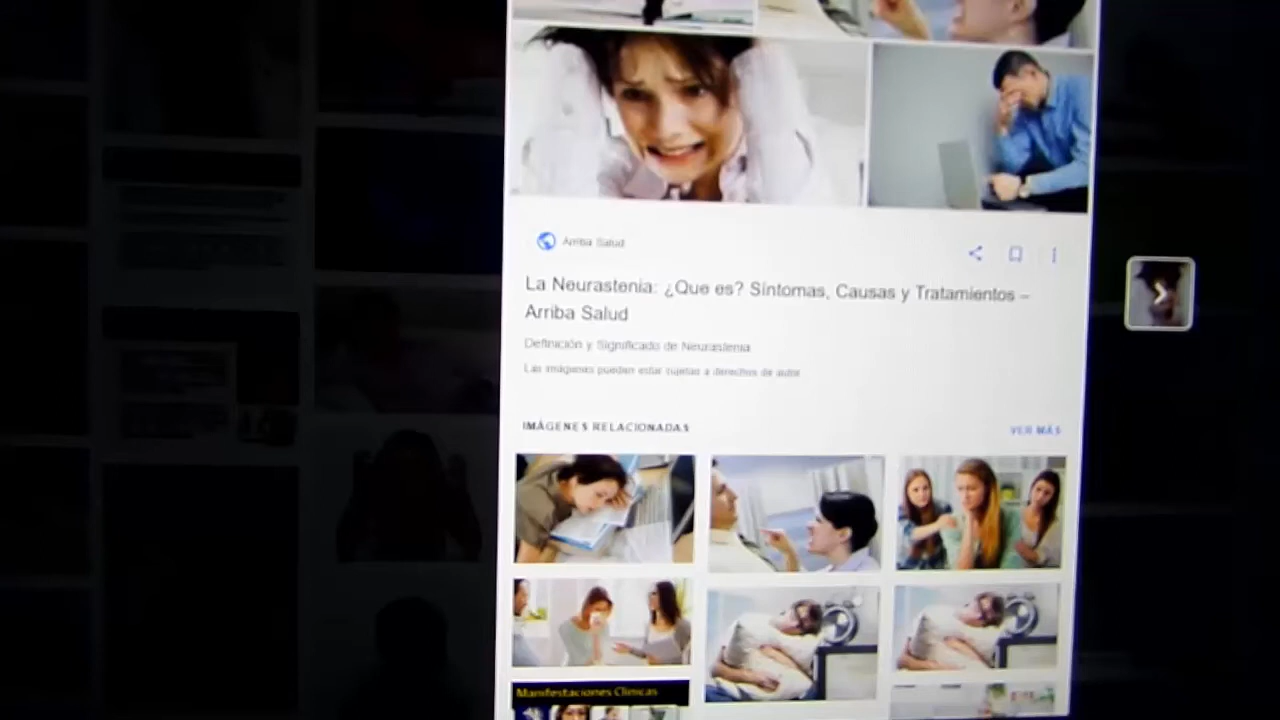 Arriba Salud
La Neurastenia: ¿Que es? Síntomas, Causas y Tratamientos –
Arriba Salud
Definición y Significado de Neurastenia
Las imágenes pueden estar sujetas a derechos de autor
IMÁGENES RELACIONADAS
VER MÁS
Manifestaciones Clínicas